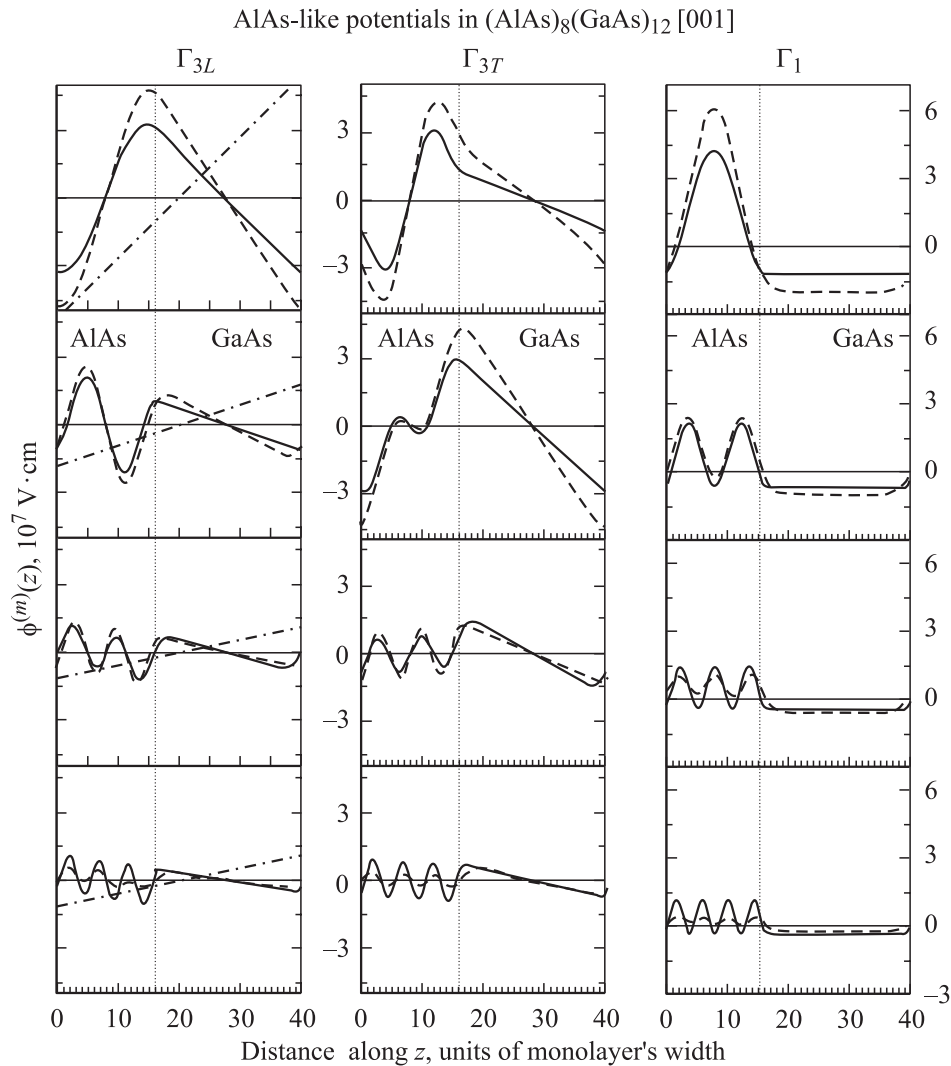 AlAs-like potentials in (AlAs)₈(GaAs)₁₂ [001]
Γ₃L Γ₃T Γ₁
3 0 −3
6 3 0
AlAs GaAs
AlAs GaAs
AlAs GaAs
3 0 −3
6 3 0
3 0 −3
6 3 0
3 0 −3
6 3 0 −3
ϕ⁽ᵐ⁾(z), 10⁷ V·cm
0 10 20 30 40
0 10 20 30 40
0 10 20 30 40
Distance along z, units of monolayer's width